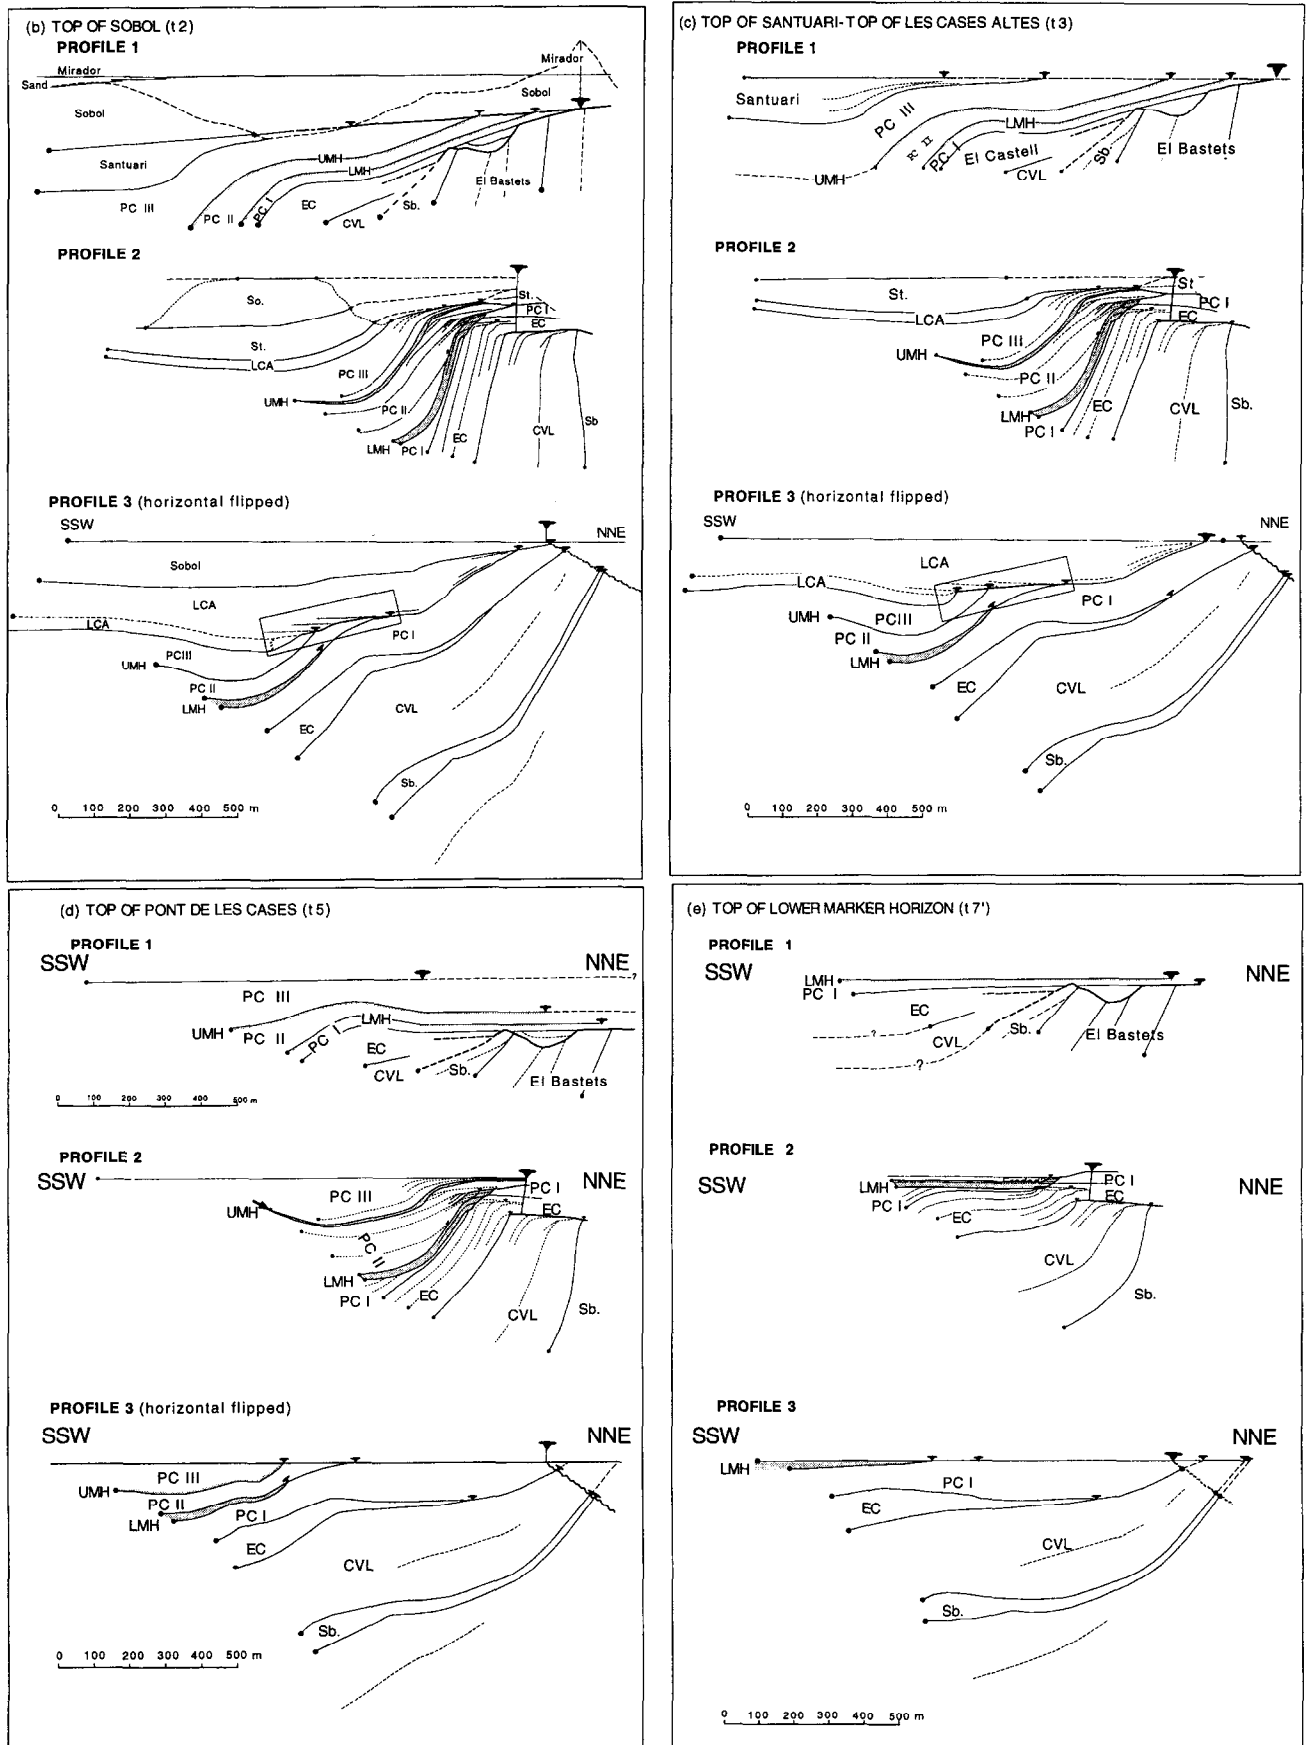 (b) TOP OF SOBOL (t2)
PROFILE 1
Mirador
Mirador
Sand
Sobol
Sobol
Santuari
UMH
LMH
El Bastets
PC III
PC II
PC I
EC
CVL
Sb.
PROFILE 2
So.
St.
PC I
EC
St.
LCA
PC III
UMH
PC II
LMH
PC I
EC
CVL
Sb
PROFILE 3 (horizontal flipped)
SSW
NNE
Sobol
LCA
LCA
PC I
PCIII
UMH
PC II
LMH
CVL
EC
Sb.
0 100 200 300 400 500 m
(c) TOP OF SANTUARI-TOP OF LES CASES ALTES (t3)
PROFILE 1
Santuari
PC III
LMH
PC II
PC I
El Castell
Sb
El Bastets
UMH
CVL
PROFILE 2
St.
St
PC I
LCA
EC
PC III
UMH
PC II
LMH
EC
CVL
Sb.
PC I
PROFILE 3 (horizontal flipped)
SSW
NNE
LCA
LCA
PC I
UMH
PCIII
PC II
LMH
EC
CVL
Sb.
0 100 200 300 400 500 m
(d) TOP OF PONT DE LES CASES (t5)
PROFILE 1
SSW
NNE
?
PC III
UMH
PC II
PC I
LMH
EC
CVL
Sb.
El Bastets
0 100 200 300 400 500 m
PROFILE 2
SSW
NNE
PC III
PC I
UMH
EC
PC II
LMH
PC I
EC
CVL
Sb.
PROFILE 3 (horizontal flipped)
SSW
NNE
PC III
UMH
PC II
LMH
PC I
EC
CVL
Sb.
0 100 200 300 400 500 m
(e) TOP OF LOWER MARKER HORIZON (t7')
PROFILE 1
SSW
NNE
LMH
PC I
EC
?
CVL
Sb.
El Bastets
?
PROFILE 2
SSW
NNE
LMH
PC I
PC I
EC
EC
CVL
Sb.
PROFILE 3
SSW
NNE
LMH
PC I
EC
CVL
Sb.
0 100 200 300 400 500 m